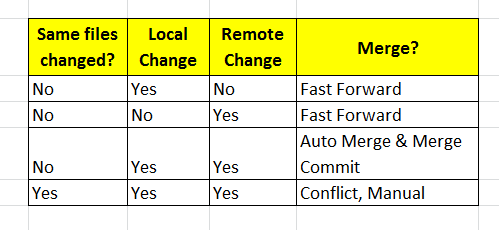 Same files changed? Local Change Remote Change Merge?
No Yes No Fast Forward
No No Yes Fast Forward
No Yes Yes Auto Merge & Merge Commit
Yes Yes Yes Conflict, Manual